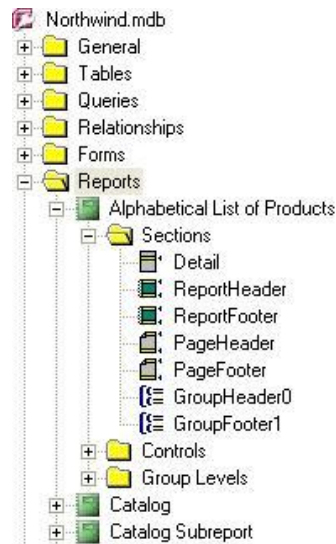 Northwind.mdb
General
Tables
Queries
Relationships
Forms
Reports
Alphabetical List of Products
Sections
Detail
ReportHeader
ReportFooter
PageHeader
PageFooter
GroupHeader0
GroupFooter1
Controls
Group Levels
Catalog
Catalog Subreport